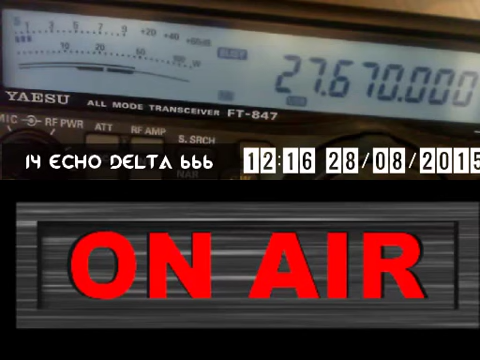 S 1 3 5 7 9 +20 +40 +60dB
10 20 50 100
BUSY
27.670.000
YAESU ALL MODE TRANSCEIVER FT-847
MIC RF PWR ATT RF AMP S. SRCH
NAR
14 ECHO DELTA 666 12:16 28/08/2015
ON AIR